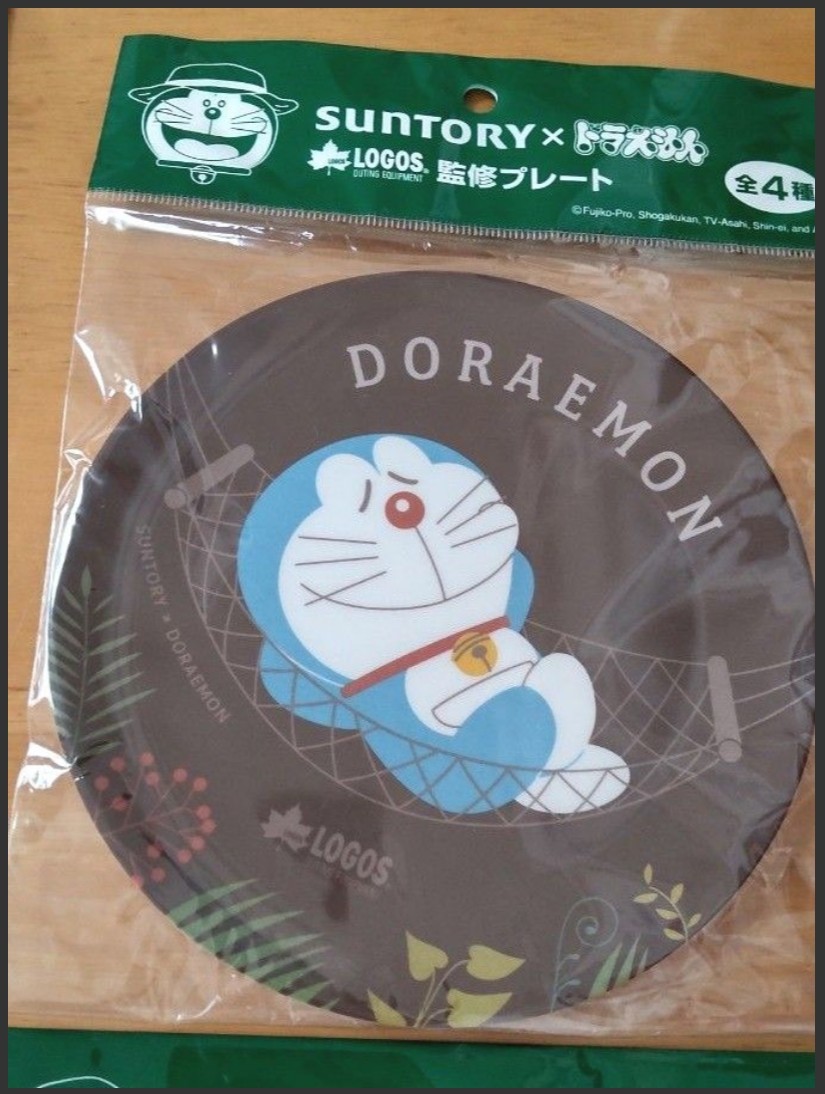 SUNTORY×ドラえもん
LOGOS
OUTING EQUIPMENT
監修プレート
全4種
©Fujiko-Pro, Shogakukan, TV-Asahi, Shin-ei, and
DORAEMON
SUNTORY × DORAEMON
LOGOS